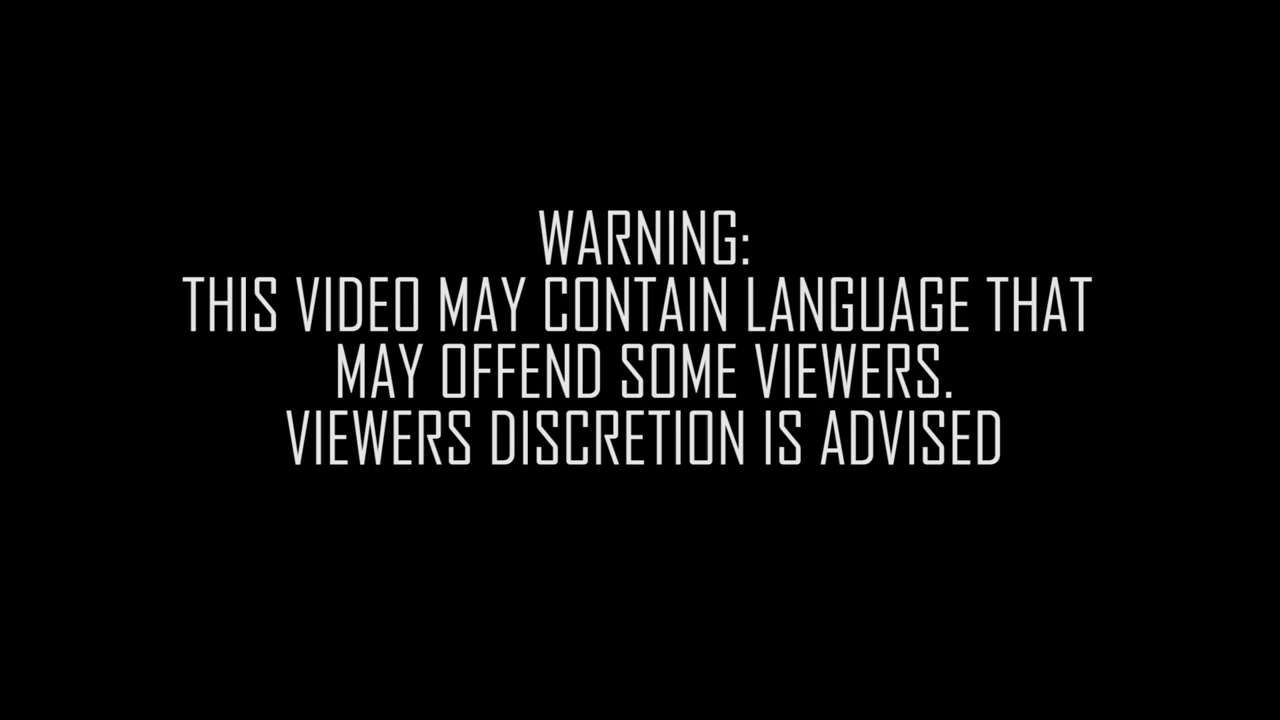 WARNING:
THIS VIDEO MAY CONTAIN LANGUAGE THAT
MAY OFFEND SOME VIEWERS.
VIEWERS DISCRETION IS ADVISED